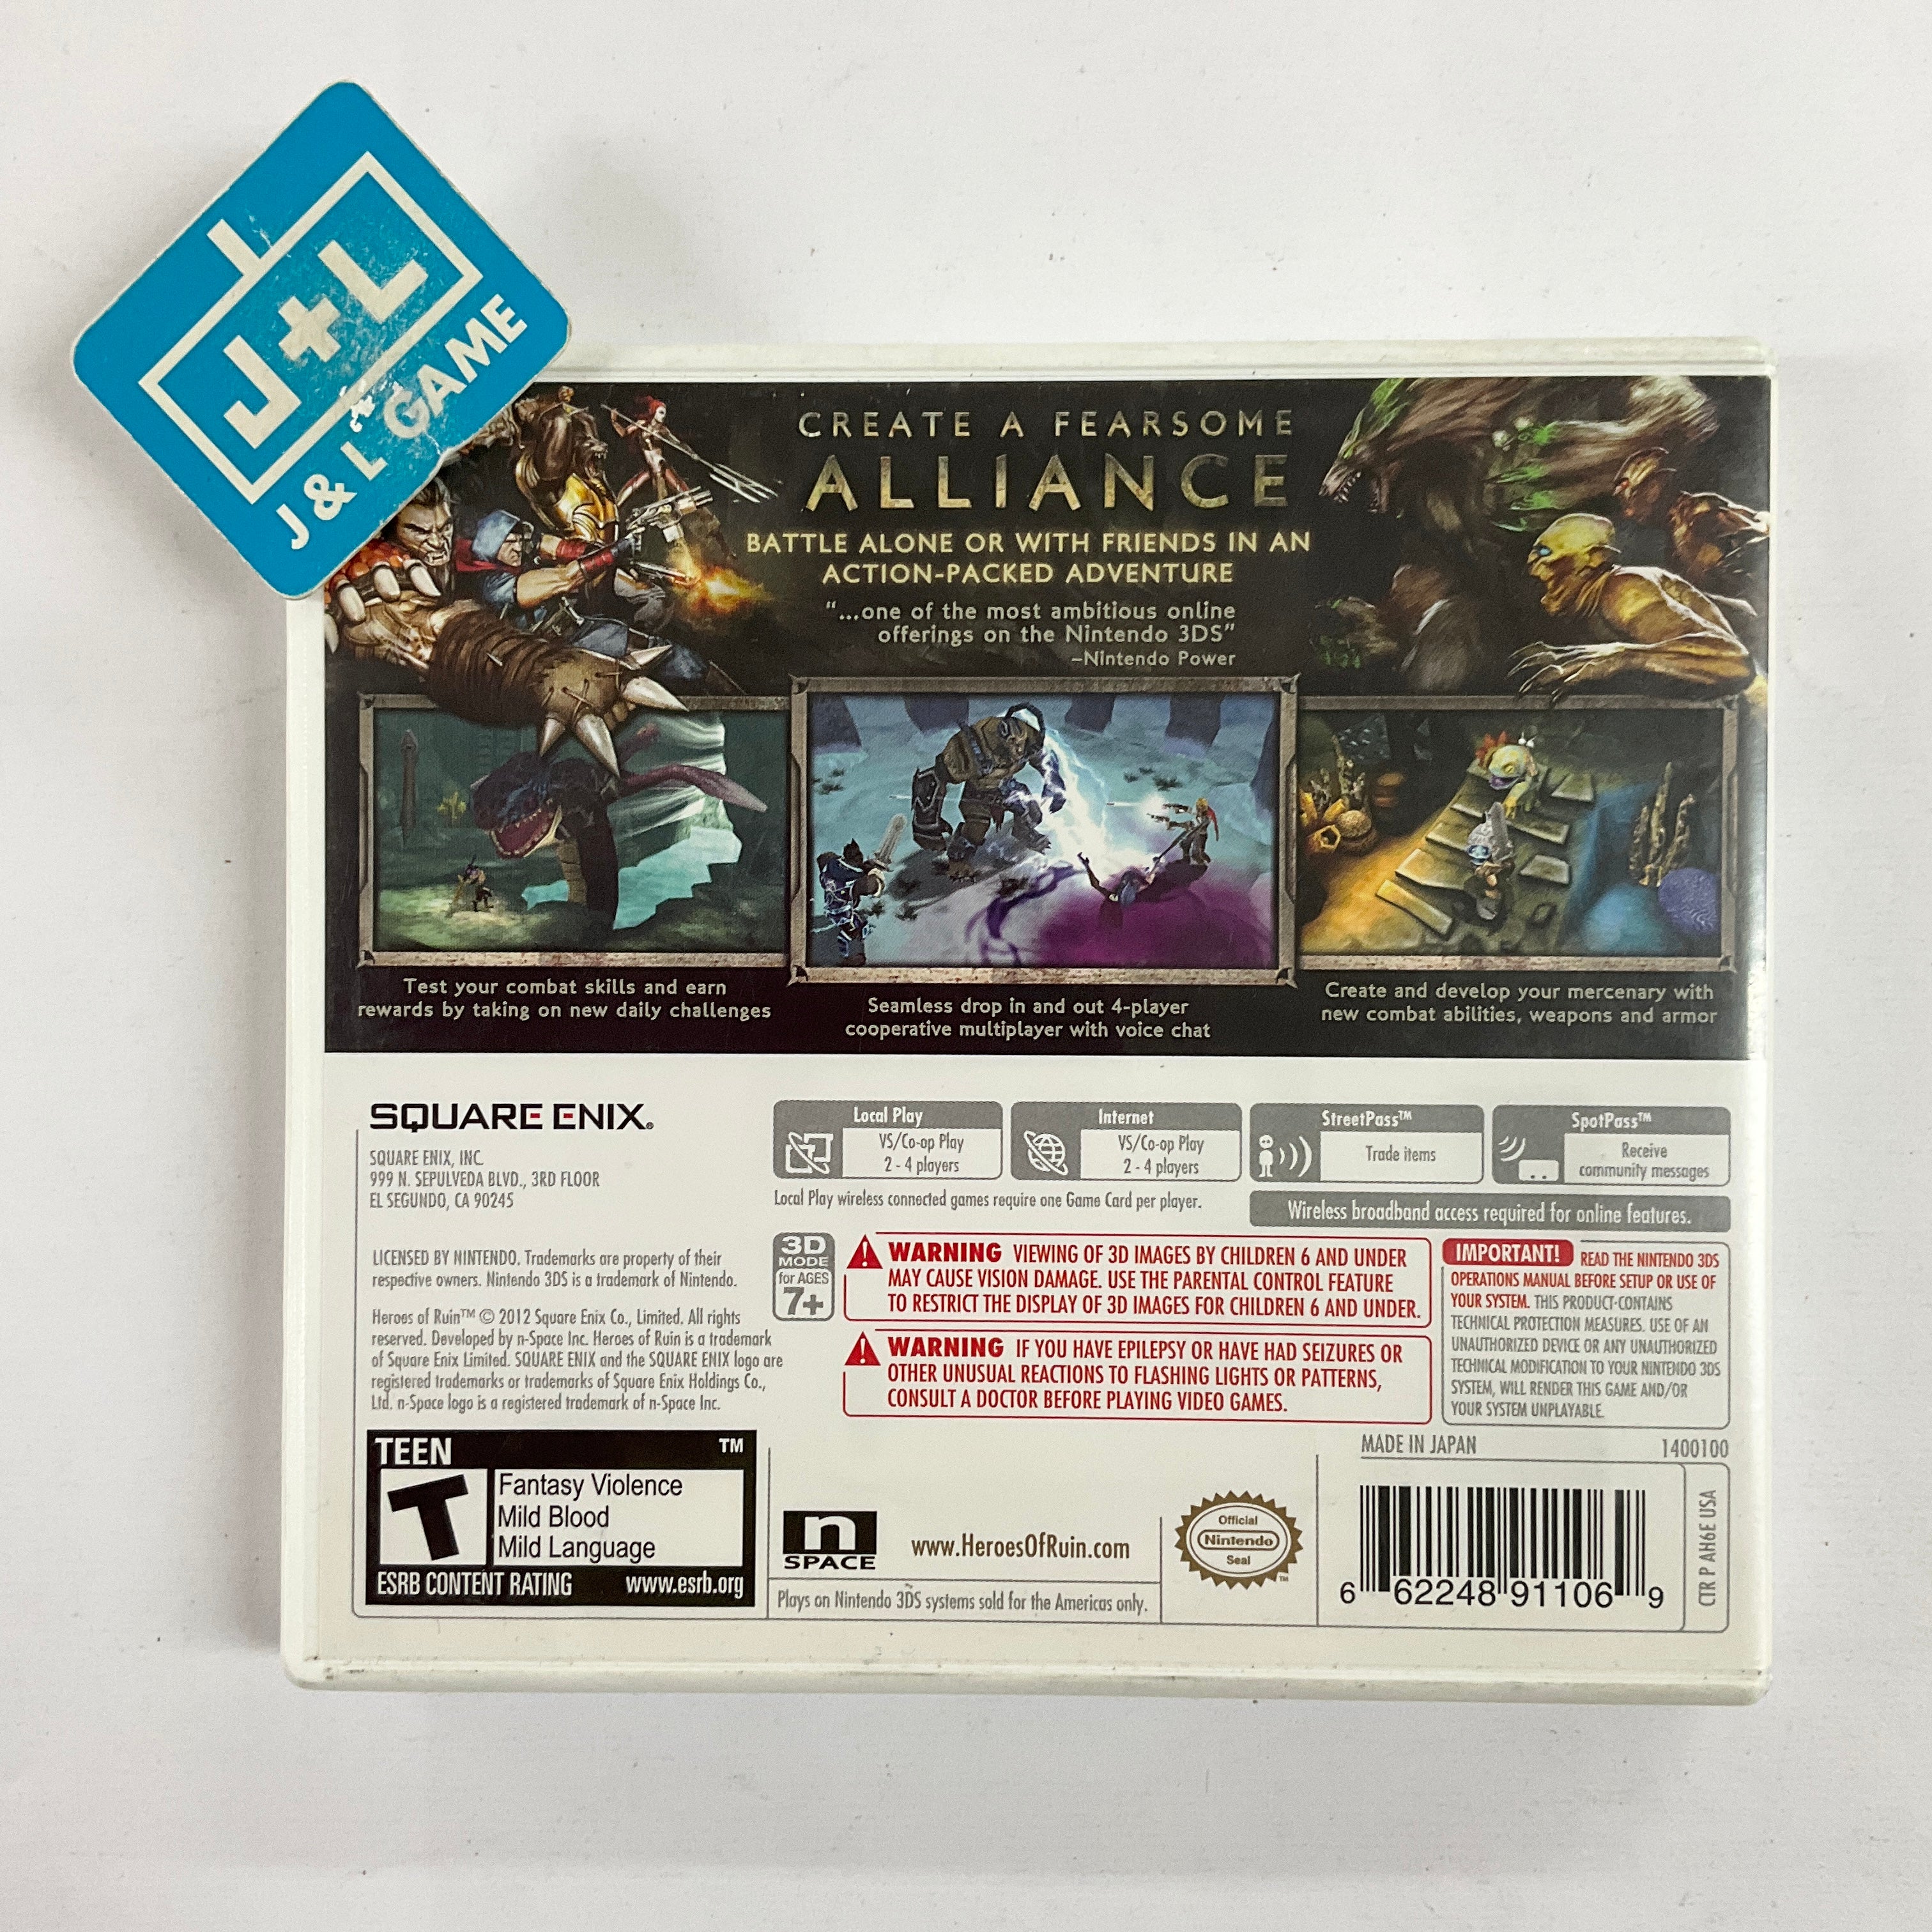 J+L
J & L GAME
CREATE A FEARSOME
ALLIANCE
BATTLE ALONE OR WITH FRIENDS IN AN
ACTION-PACKED ADVENTURE
"...one of the most ambitious online
offerings on the Nintendo 3DS"
–Nintendo Power
Test your combat skills and earn
rewards by taking on new daily challenges
Seamless drop in and out 4-player
cooperative multiplayer with voice chat
Create and develop your mercenary with
new combat abilities, weapons and armor
SQUARE ENIX®
SQUARE ENIX, INC.
999 N. SEPULVEDA BLVD., 3RD FLOOR
EL SEGUNDO, CA 90245
LICENSED BY NINTENDO. Trademarks are property of their
respective owners. Nintendo 3DS is a trademark of Nintendo.
Heroes of Ruin™ © 2012 Square Enix Co., Limited. All rights
reserved. Developed by n-Space Inc. Heroes of Ruin is a trademark
of Square Enix Limited. SQUARE ENIX and the SQUARE ENIX logo are
registered trademarks or trademarks of Square Enix Holdings Co.,
Ltd. n-Space logo is a registered trademark of n-Space Inc.
Local Play
VS/Co-op Play
2 - 4 players
Internet
VS/Co-op Play
2 - 4 players
StreetPass™
Trade items
SpotPass™
Receive
community messages
Local Play wireless connected games require one Game Card per player.
Wireless broadband access required for online features.
3D
MODE
for AGES
7+
WARNING VIEWING OF 3D IMAGES BY CHILDREN 6 AND UNDER
MAY CAUSE VISION DAMAGE. USE THE PARENTAL CONTROL FEATURE
TO RESTRICT THE DISPLAY OF 3D IMAGES FOR CHILDREN 6 AND UNDER.
WARNING IF YOU HAVE EPILEPSY OR HAVE HAD SEIZURES OR
OTHER UNUSUAL REACTIONS TO FLASHING LIGHTS OR PATTERNS,
CONSULT A DOCTOR BEFORE PLAYING VIDEO GAMES.
IMPORTANT! READ THE NINTENDO 3DS
OPERATIONS MANUAL BEFORE SETUP OR USE OF
YOUR SYSTEM. THIS PRODUCT CONTAINS
TECHNICAL PROTECTION MEASURES. USE OF AN
UNAUTHORIZED DEVICE OR ANY UNAUTHORIZED
TECHNICAL MODIFICATION TO YOUR NINTENDO 3DS
SYSTEM, WILL RENDER THIS GAME AND/OR
YOUR SYSTEM UNPLAYABLE.
TEEN ™
T
Fantasy Violence
Mild Blood
Mild Language
ESRB CONTENT RATING www.esrb.org
n
SPACE
www.HeroesOfRuin.com
Plays on Nintendo 3DS™ systems sold for the Americas only.
Official
Nintendo
Seal
™
MADE IN JAPAN 1400100
6 62248 91106 9
CTR P AH6E USA